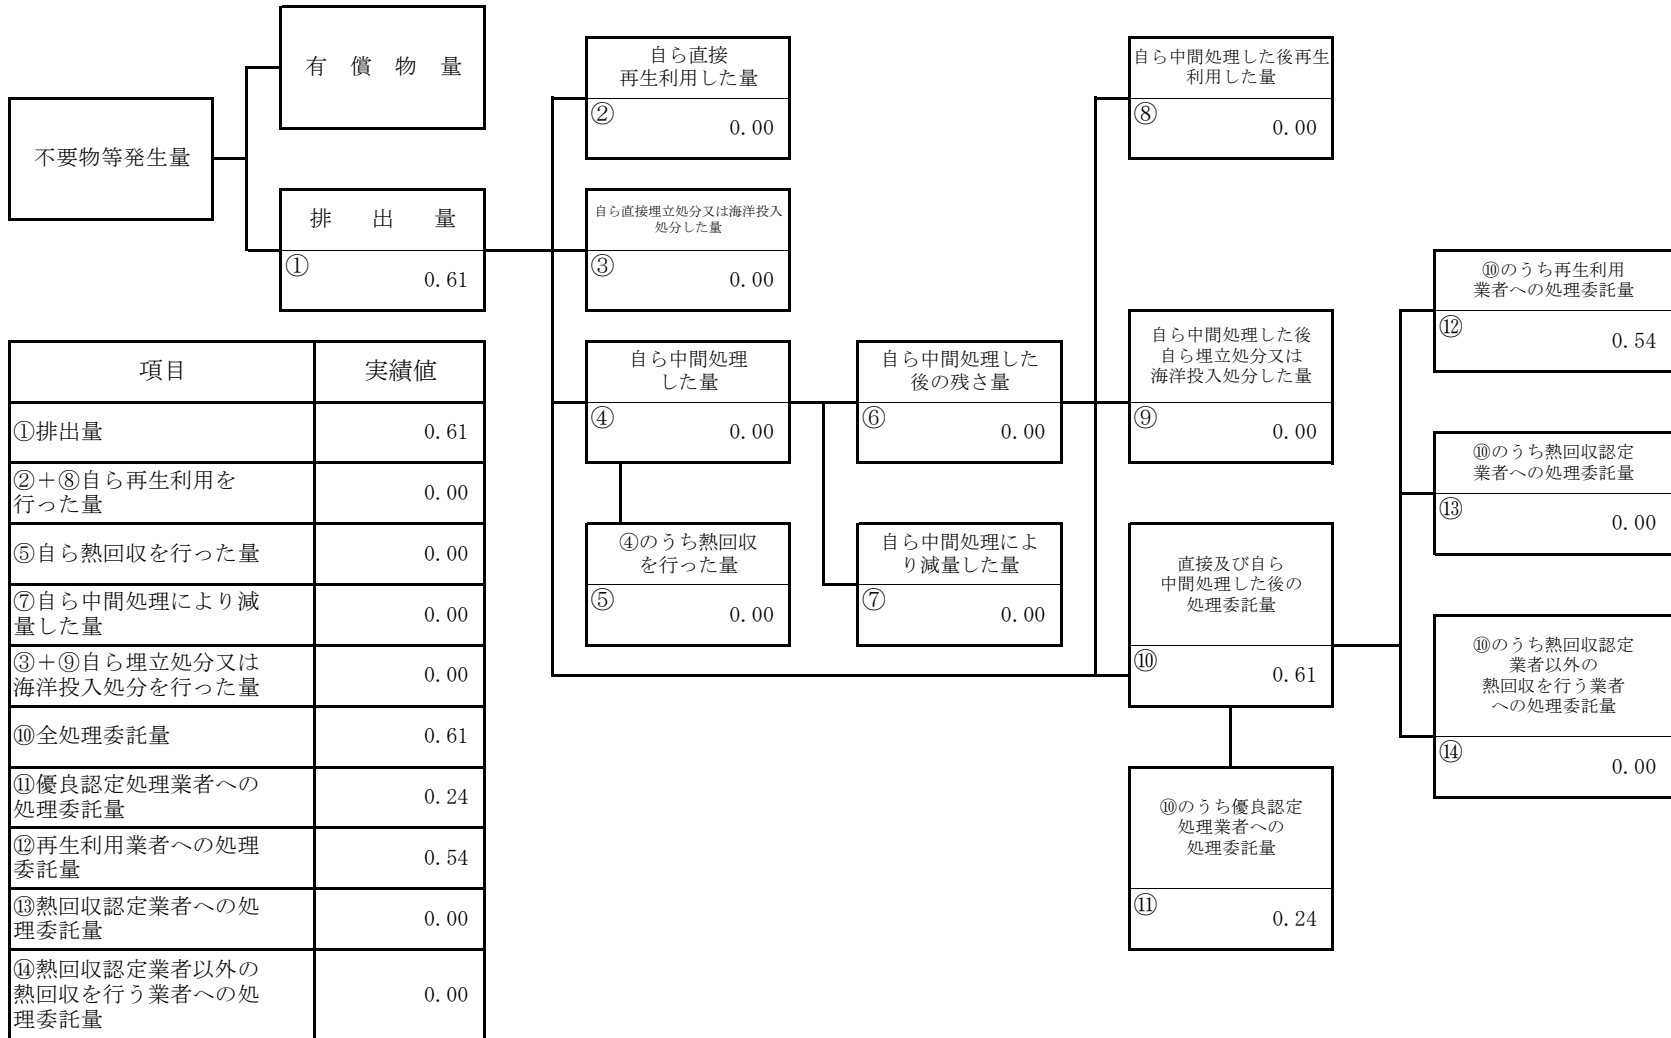 有　償　物　量
不要物等発生量
排　出　量
①
0.61
自ら直接
再生利用した量
②
0.00
自ら直接埋立処分又は海洋投入
処分した量
③
0.00
自ら中間処理
した量
④
0.00
④のうち熱回収
を行った量
⑤
0.00
自ら中間処理した
後の残さ量
⑥
0.00
自ら中間処理によ
り減量した量
⑦
0.00
自ら中間処理した後再生
利用した量
⑧
0.00
自ら中間処理した後
自ら埋立処分又は
海洋投入処分した量
⑨
0.00
直接及び自ら
中間処理した後の
処理委託量
⑩
0.61
⑩のうち優良認定
処理業者への
処理委託量
⑪
0.24
⑩のうち再生利用
業者への処理委託量
⑫
0.54
⑩のうち熱回収認定
業者への処理委託量
⑬
0.00
⑩のうち熱回収認定
業者以外の
熱回収を行う業者
への処理委託量
⑭
0.00
項目 実績値
①排出量 0.61
②＋⑧自ら再生利用を
行った量 0.00
⑤自ら熱回収を行った量 0.00
⑦自ら中間処理により減
量した量 0.00
③＋⑨自ら埋立処分又は
海洋投入処分を行った量 0.00
⑩全処理委託量 0.61
⑪優良認定処理業者への
処理委託量 0.24
⑫再生利用業者への処理
委託量 0.54
⑬熱回収認定業者への処
理委託量 0.00
⑭熱回収認定業者以外の
熱回収を行う業者への処
理委託量 0.00